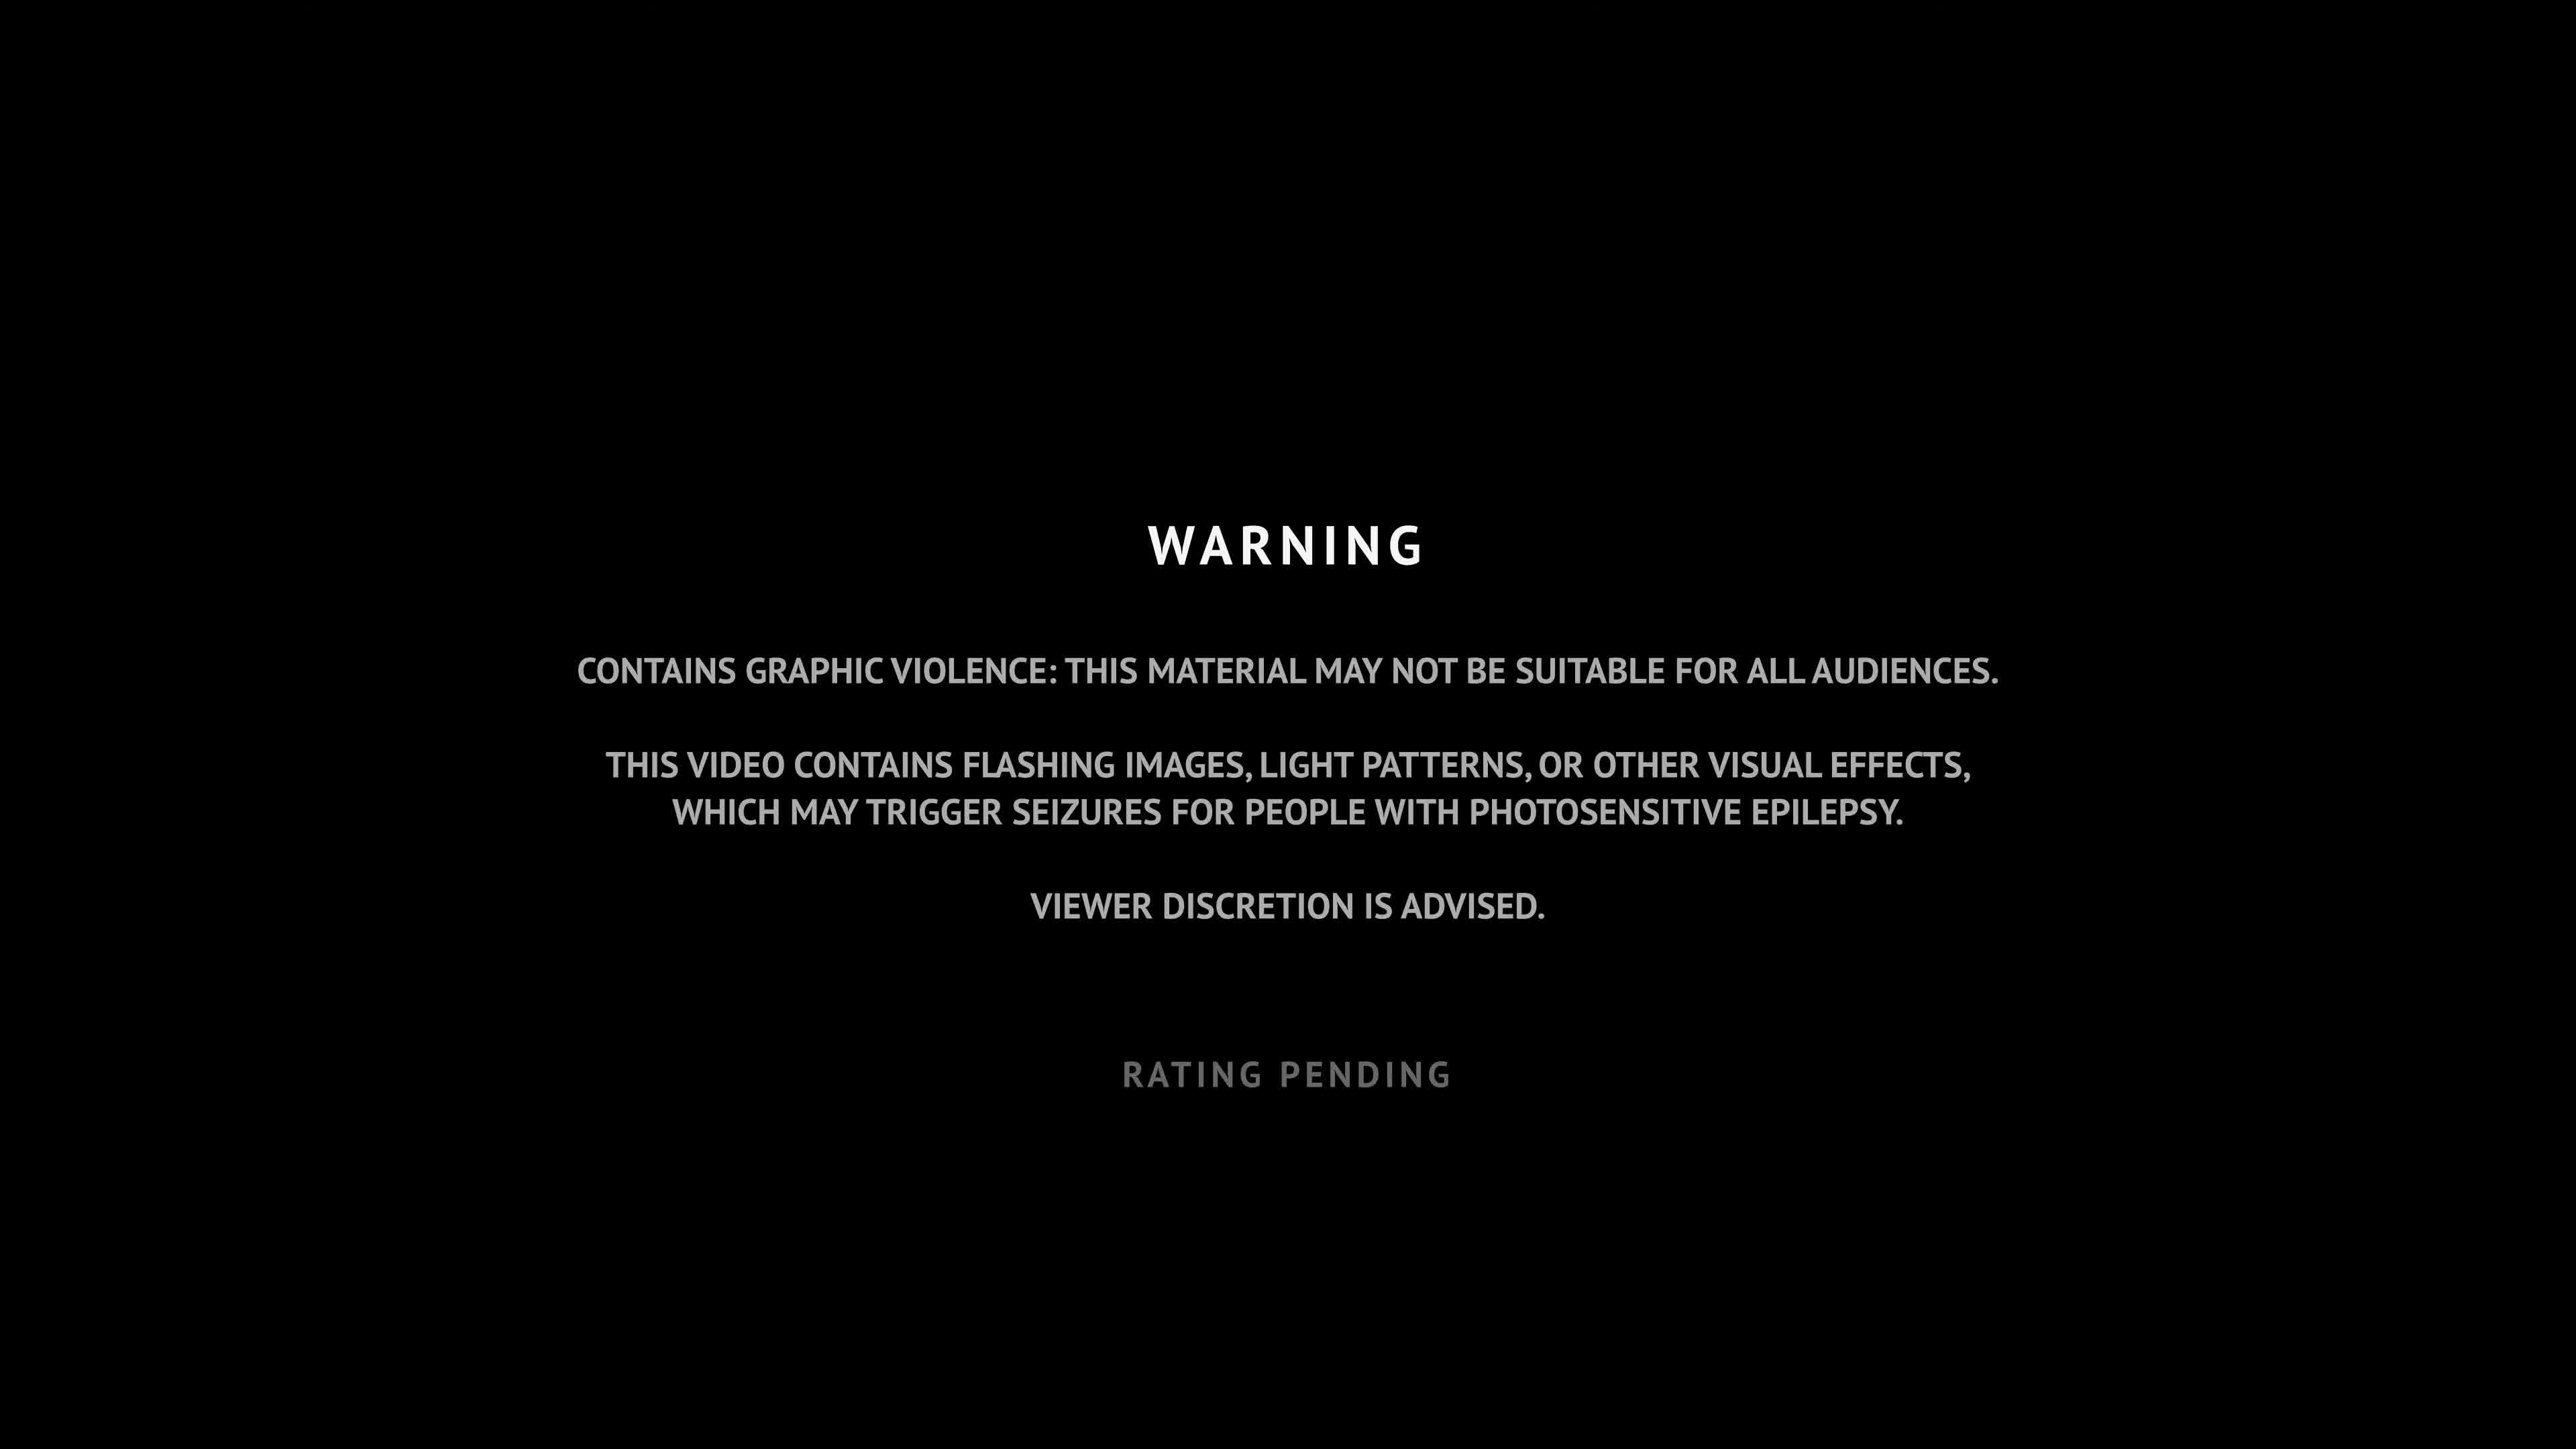 WARNING
CONTAINS GRAPHIC VIOLENCE: THIS MATERIAL MAY NOT BE SUITABLE FOR ALL AUDIENCES.
THIS VIDEO CONTAINS FLASHING IMAGES, LIGHT PATTERNS, OR OTHER VISUAL EFFECTS,
WHICH MAY TRIGGER SEIZURES FOR PEOPLE WITH PHOTOSENSITIVE EPILEPSY.
VIEWER DISCRETION IS ADVISED.
RATING PENDING